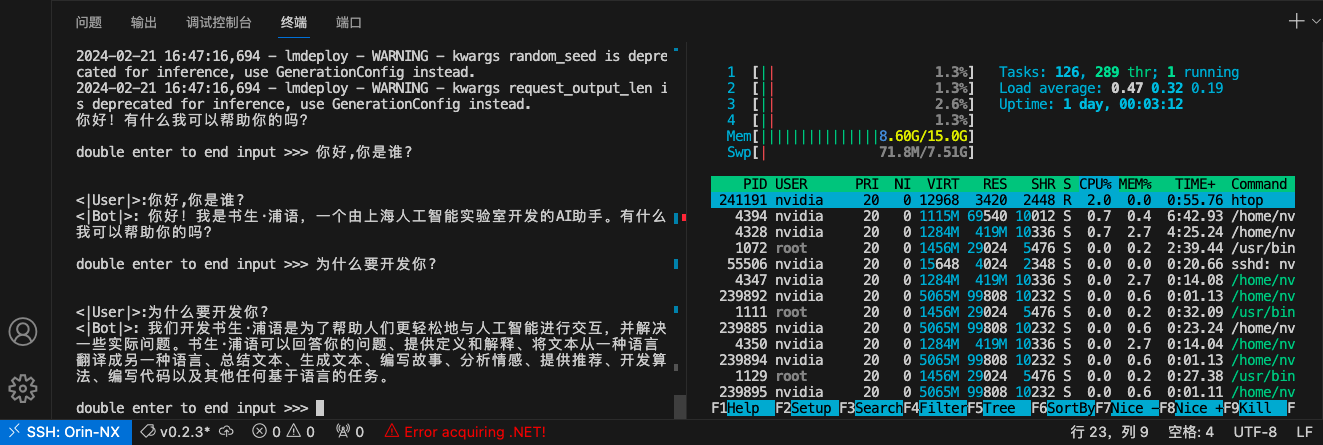 问题 输出 调试控制台 终端 端口
2024-02-21 16:47:16,694 - lmdeploy - WARNING - kwargs random_seed is depre
cated for inference, use GenerationConfig instead.
2024-02-21 16:47:16,694 - lmdeploy - WARNING - kwargs request_output_len i
s deprecated for inference, use GenerationConfig instead.
你好！有什么我可以帮助你的吗？
double enter to end input >>> 你好,你是谁?
<|User|>:你好,你是谁?
<|Bot|>: 你好！我是书生·浦语，一个由上海人工智能实验室开发的AI助手。有什么
我可以帮助你的吗？
double enter to end input >>> 为什么要开发你?
<|User|>:为什么要开发你?
<|Bot|>: 我们开发书生·浦语是为了帮助人们更轻松地与人工智能进行交互，并解决
一些实际问题。书生·浦语可以回答你的问题、提供定义和解释、将文本从一种语言
翻译成另一种语言、总结文本、生成文本、编写故事、分析情感、提供推荐、开发算
法、编写代码以及其他任何基于语言的任务。
double enter to end input >>>
1 [|| 1.3%] Tasks: 126, 289 thr; 1 running
2 [|| 1.3%] Load average: 0.47 0.32 0.19
3 [|| 2.6%] Uptime: 1 day, 00:03:12
4 [|| 1.3%]
Mem[|||||||||||||||8.60G/15.0G]
Swp[| 71.8M/7.51G]
PID USER PRI NI VIRT RES SHR S CPU% MEM% TIME+ Command
241191 nvidia 20 0 12968 3420 2448 R 2.0 0.0 0:55.76 htop
4394 nvidia 20 0 1115M 69540 10012 S 0.7 0.4 6:42.93 /home/nv
4328 nvidia 20 0 1284M 419M 10336 S 0.7 2.7 4:25.24 /home/nv
1072 root 20 0 1456M 29024 5476 S 0.0 0.2 2:39.44 /usr/bin
55506 nvidia 20 0 15648 4024 2348 S 0.0 0.0 0:20.66 sshd: nv
4347 nvidia 20 0 1284M 419M 10336 S 0.0 2.7 0:14.08 /home/nv
239892 nvidia 20 0 5065M 99808 10232 S 0.0 0.6 0:01.13 /home/nv
1111 root 20 0 1456M 29024 5476 S 0.0 0.2 0:32.09 /usr/bin
239885 nvidia 20 0 5065M 99808 10232 S 0.0 0.6 0:23.24 /home/nv
4350 nvidia 20 0 1284M 419M 10336 S 0.0 2.7 0:14.04 /home/nv
239894 nvidia 20 0 5065M 99808 10232 S 0.0 0.6 0:01.13 /home/nv
1129 root 20 0 1456M 29024 5476 S 0.0 0.2 0:27.38 /usr/bin
239895 nvidia 20 0 5065M 99808 10232 S 0.0 0.6 0:01.11 /home/nv
F1Help F2Setup F3SearchF4FilterF5Tree F6SortByF7Nice -F8Nice +F9Kill F
SSH: Orin-NX v0.2.3* 0 0 0 Error acquiring .NET! 行 23，列 9 空格: 4 UTF-8 LF